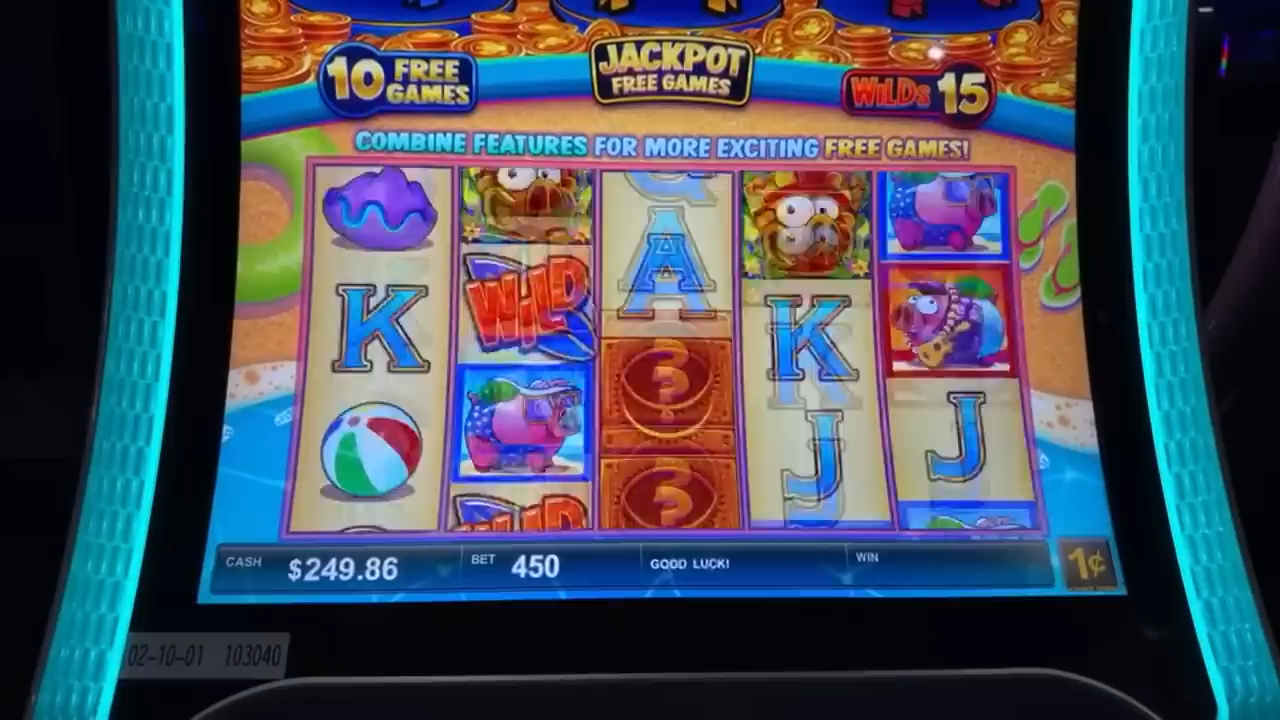 10 FREE GAMES
JACKPOT
FREE GAMES
WILDS 15
COMBINE FEATURES FOR MORE EXCITING FREE GAMES!
Q
A
K
WILD
K
?
J
J
?
WILD
CASH $249.86
BET 450
GOOD LUCK!
WIN
1¢
02-10-01 103040